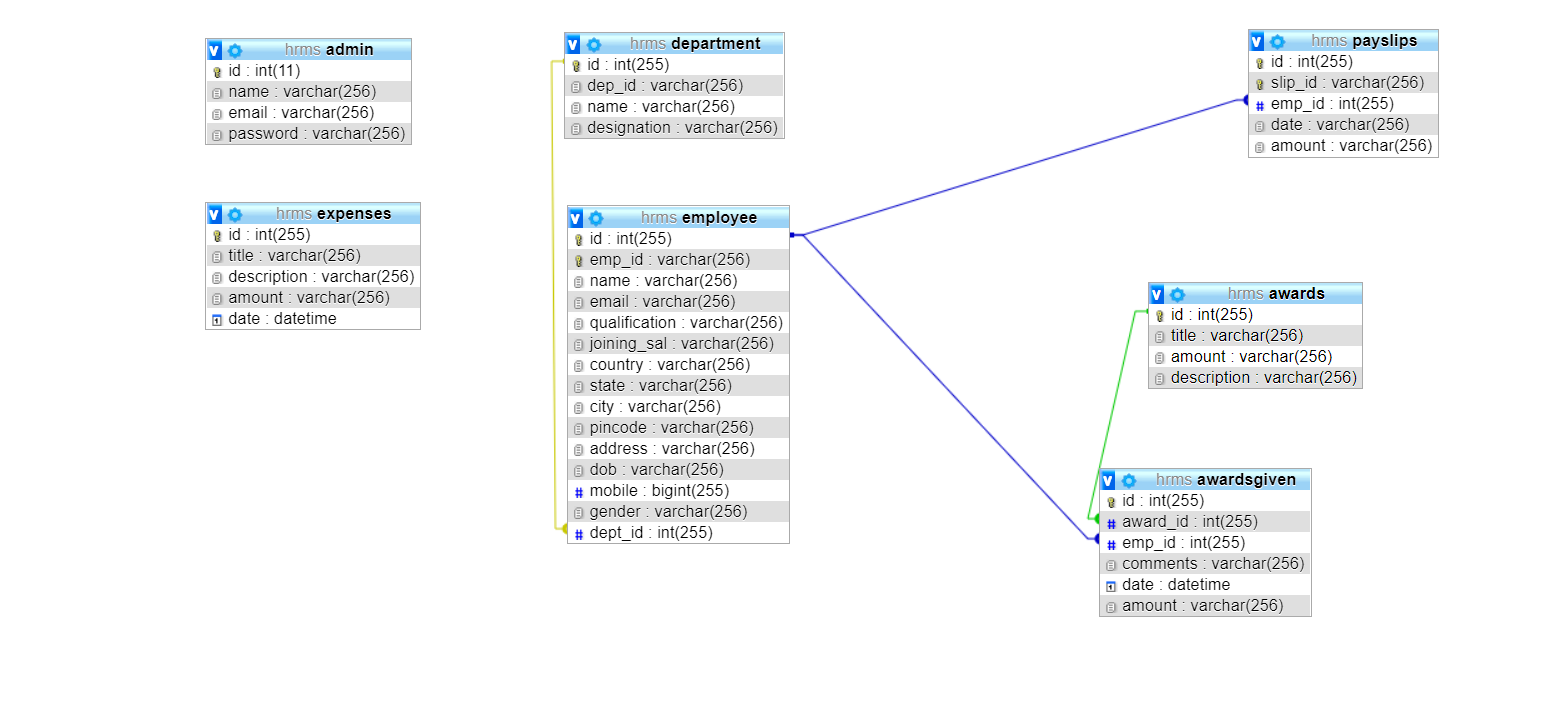 hrms admin
id : int(11)
name : varchar(256)
email : varchar(256)
password : varchar(256)
hrms expenses
id : int(255)
title : varchar(256)
description : varchar(256)
amount : varchar(256)
date : datetime
hrms department
id : int(255)
dep_id : varchar(256)
name : varchar(256)
designation : varchar(256)
hrms employee
id : int(255)
emp_id : varchar(256)
name : varchar(256)
email : varchar(256)
qualification : varchar(256)
joining_sal : varchar(256)
country : varchar(256)
state : varchar(256)
city : varchar(256)
pincode : varchar(256)
address : varchar(256)
dob : varchar(256)
# mobile : bigint(255)
gender : varchar(256)
# dept_id : int(255)
hrms payslips
id : int(255)
slip_id : varchar(256)
# emp_id : int(255)
date : varchar(256)
amount : varchar(256)
hrms awards
id : int(255)
title : varchar(256)
amount : varchar(256)
description : varchar(256)
hrms awardsgiven
id : int(255)
# award_id : int(255)
# emp_id : int(255)
comments : varchar(256)
date : datetime
amount : varchar(256)